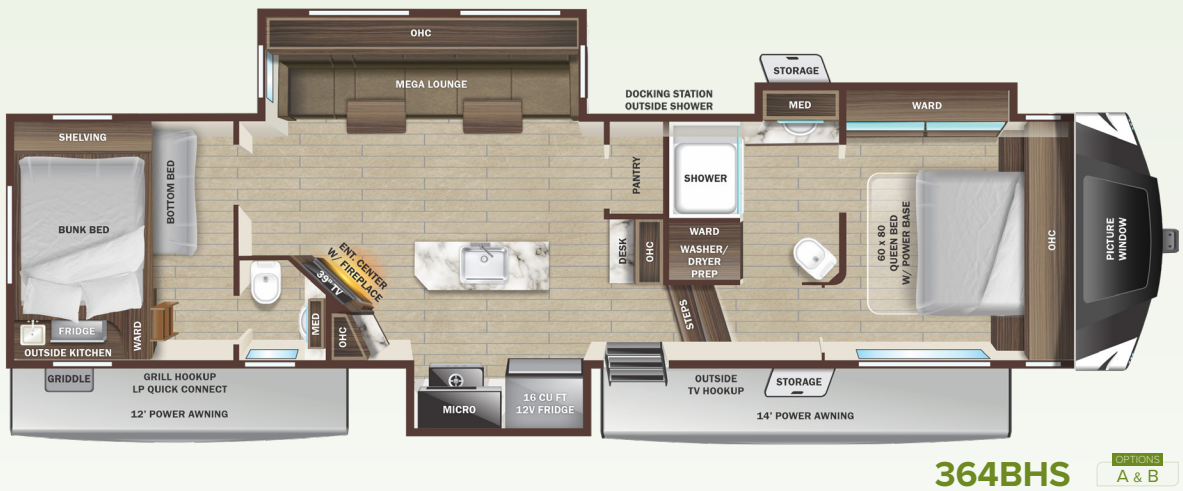 OHC
MEGA LOUNGE
STORAGE
DOCKING STATION
OUTSIDE SHOWER
MED
WARD
SHELVING
BOTTOM BED
BUNK BED
PANTRY
SHOWER
60 x 80
QUEEN BED
W/ POWER BASE
OHC
PICTURE
WINDOW
WARD
WASHER/
DRYER
PREP
DESK
OHC
ENT. CENTER
W/ FIREPLACE
39" TV
STEPS
FRIDGE
WARD
MED
OHC
OUTSIDE KITCHEN
GRIDDLE
GRILL HOOKUP
LP QUICK CONNECT
12' POWER AWNING
MICRO
16 CU FT
12V FRIDGE
OUTSIDE
TV HOOKUP
STORAGE
14' POWER AWNING
364BHS
OPTIONS
A & B